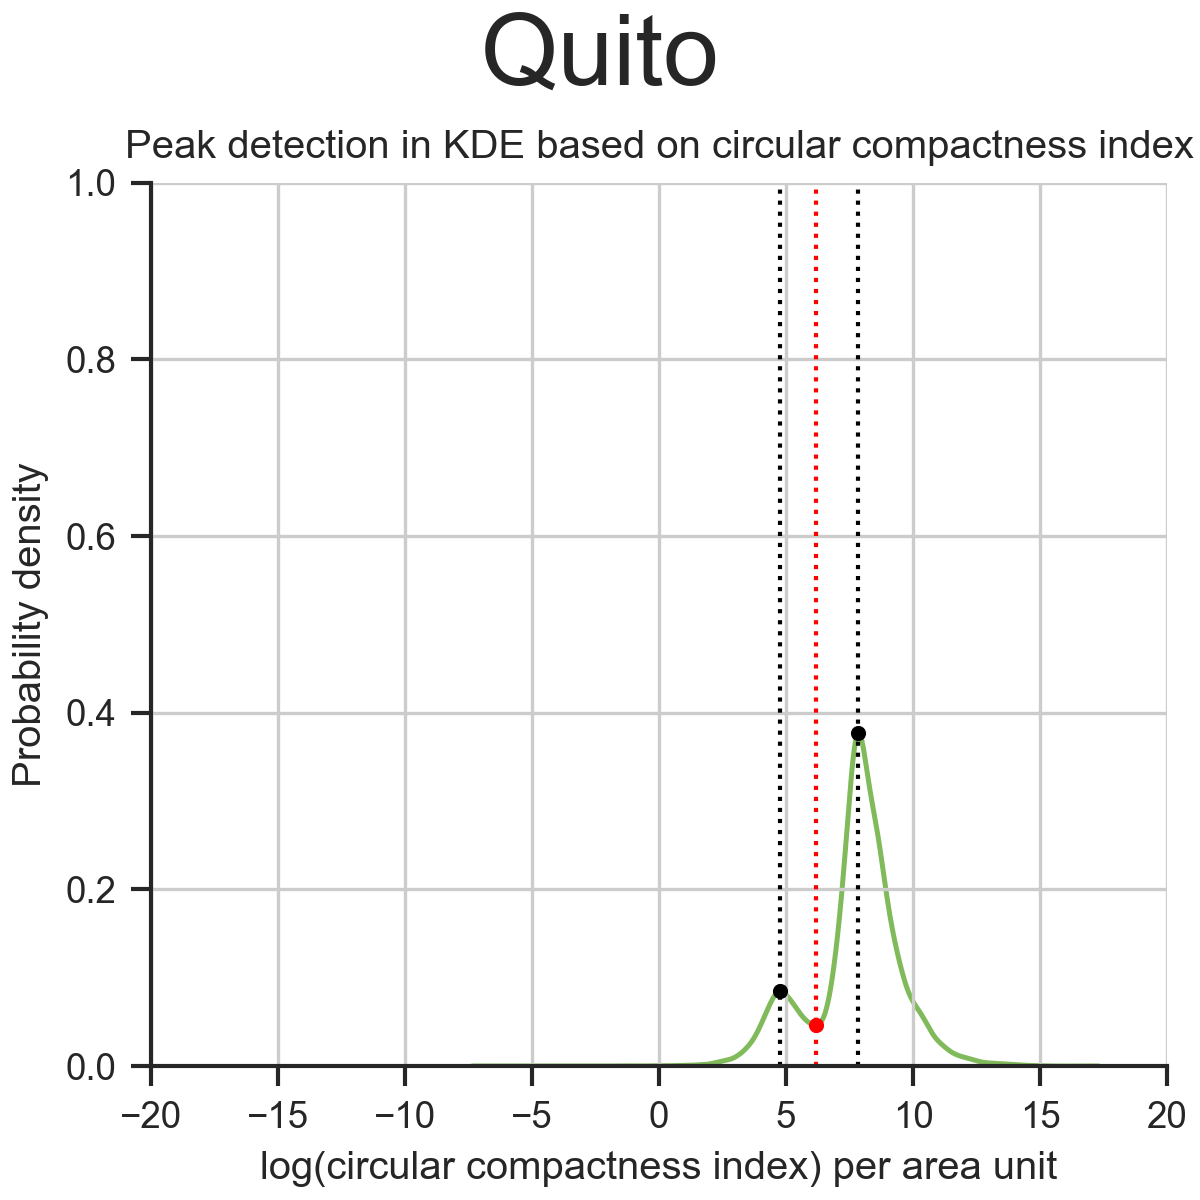 Quito
Peak detection in KDE based on circular compactness index
1.0
0.8
0.6
0.4
0.2
0.0
Probability density
−20 −15 −10 −5 0 5 10 15 20
log(circular compactness index) per area unit